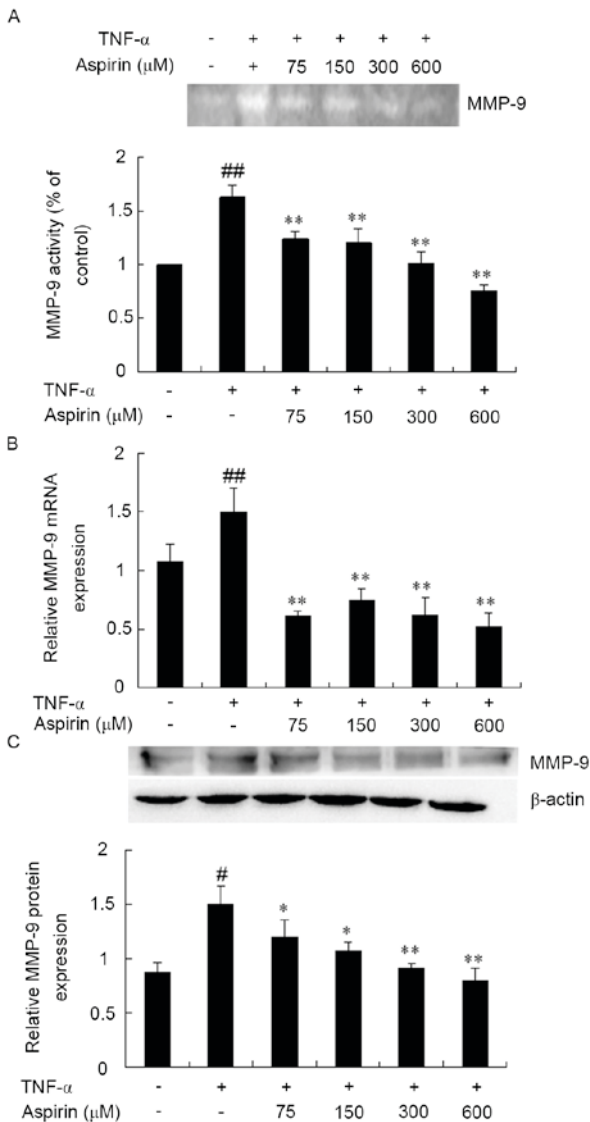 A
TNF-α - + + + + +
Aspirin (μM) - + 75 150 300 600
MMP-9
MMP-9 activity (% of control)
2
1.5
1
0.5
0
##
**
**
**
**
TNF-α - + + + + +
Aspirin (μM) - - 75 150 300 600
B
Relative MMP-9 mRNA expression
2
1.5
1
0.5
0
##
**
**
**
**
TNF-α - + + + + +
Aspirin (μM) - - 75 150 300 600
C
MMP-9
β-actin
Relative MMP-9 protein expression
2
1.5
1
0.5
0
#
*
*
**
**
TNF-α - + + + + +
Aspirin (μM) - - 75 150 300 600